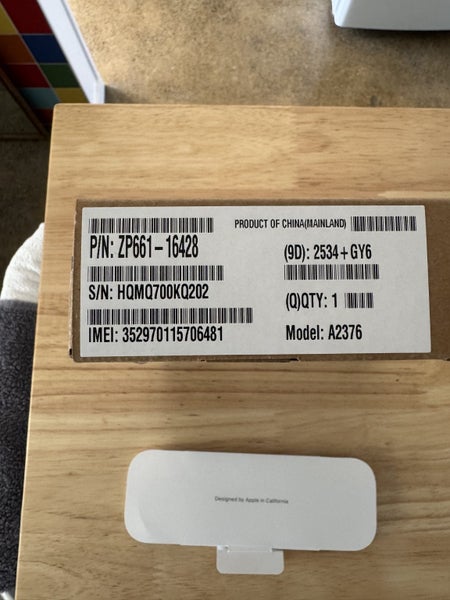 PRODUCT OF CHINA(MAINLAND)
P/N: ZP661-16428
(9D): 2534+GY6
S/N: HQMQ700KQ202
(Q)QTY: 1
IMEI: 352970115706481
Model: A2376
Designed by Apple in California